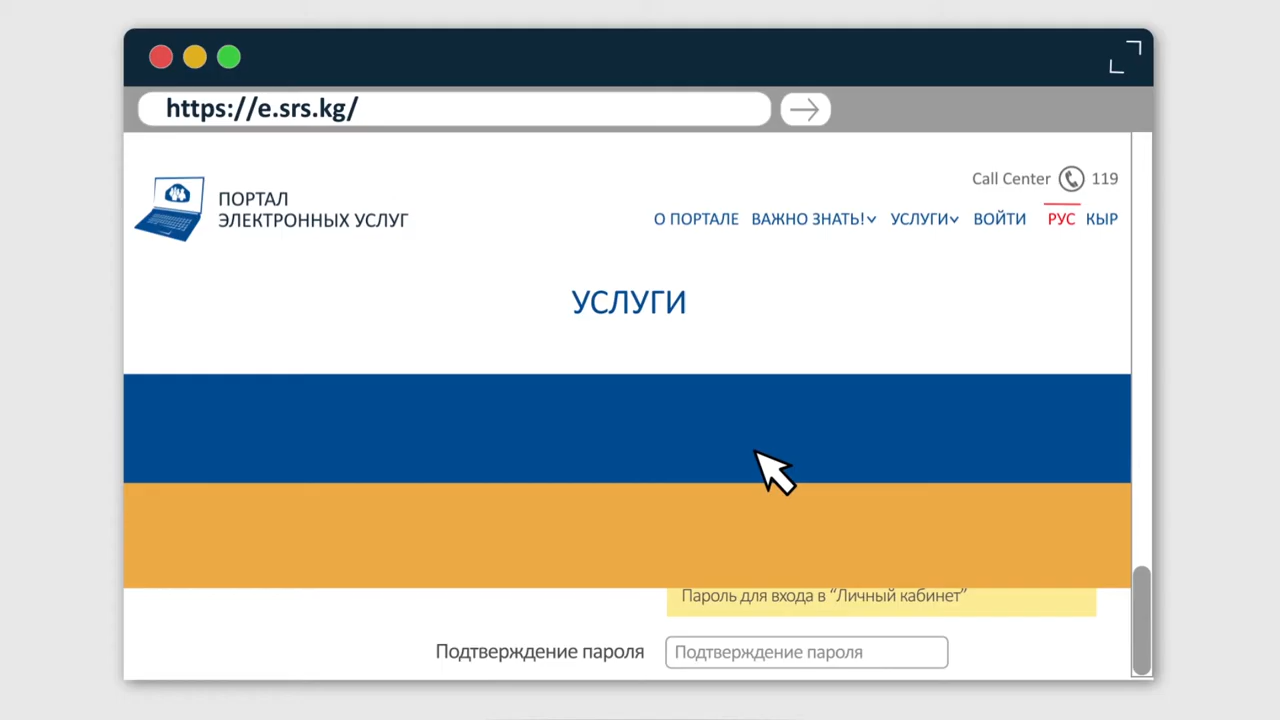 https://e.srs.kg/
Call Center 119
ПОРТАЛ
ЭЛЕКТРОННЫХ УСЛУГ
О ПОРТАЛЕ ВАЖНО ЗНАТЬ! УСЛУГИ ВОЙТИ РУС КЫР
УСЛУГИ
Пароль для входа в “Личный кабинет”
Подтверждение пароля Подтверждение пароля